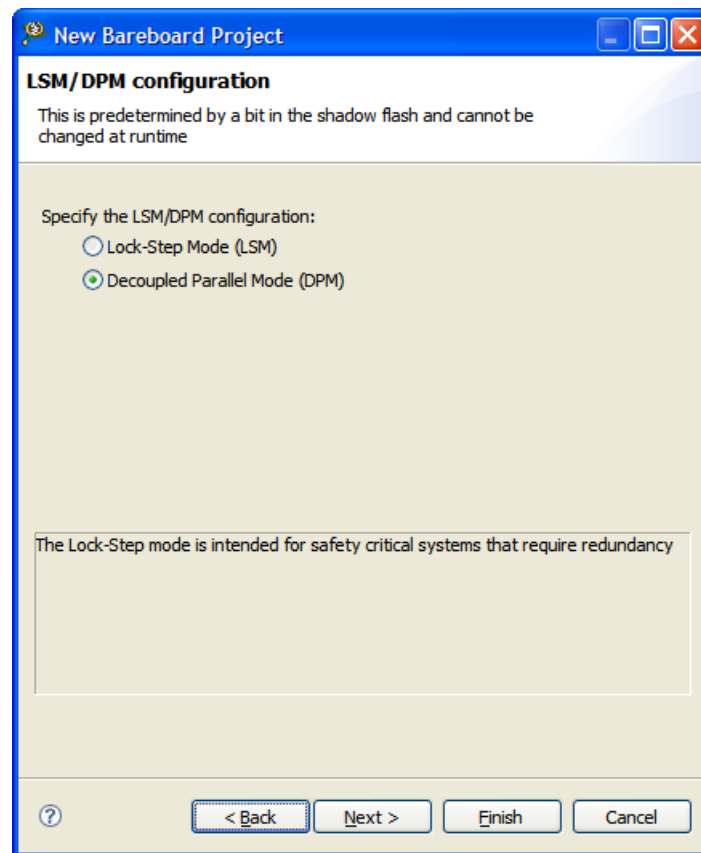 New Bareboard Project
LSM/DPM configuration
This is predetermined by a bit in the shadow flash and cannot be
changed at runtime
Specify the LSM/DPM configuration:
Lock-Step Mode (LSM)
Decoupled Parallel Mode (DPM)
The Lock-Step mode is intended for safety critical systems that require redundancy
? < Back Next > Finish Cancel